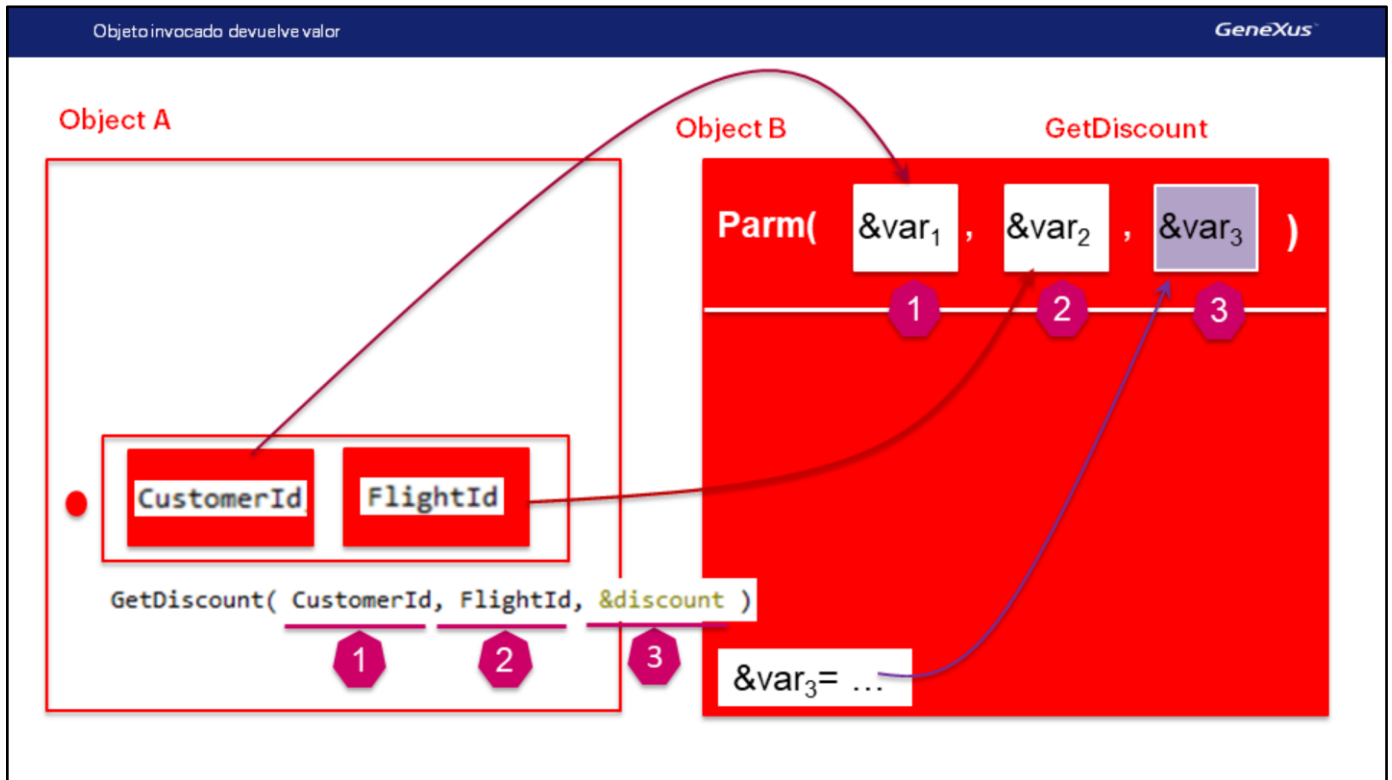 Objeto invocado devuelve valor
GeneXus
Object A
Object B
GetDiscount
Parm( &var1 , &var2 , &var3 )
1
2
3
CustomerId,
FlightId
GetDiscount( CustomerId, FlightId, &discount )
1
2
3
&var3= ...